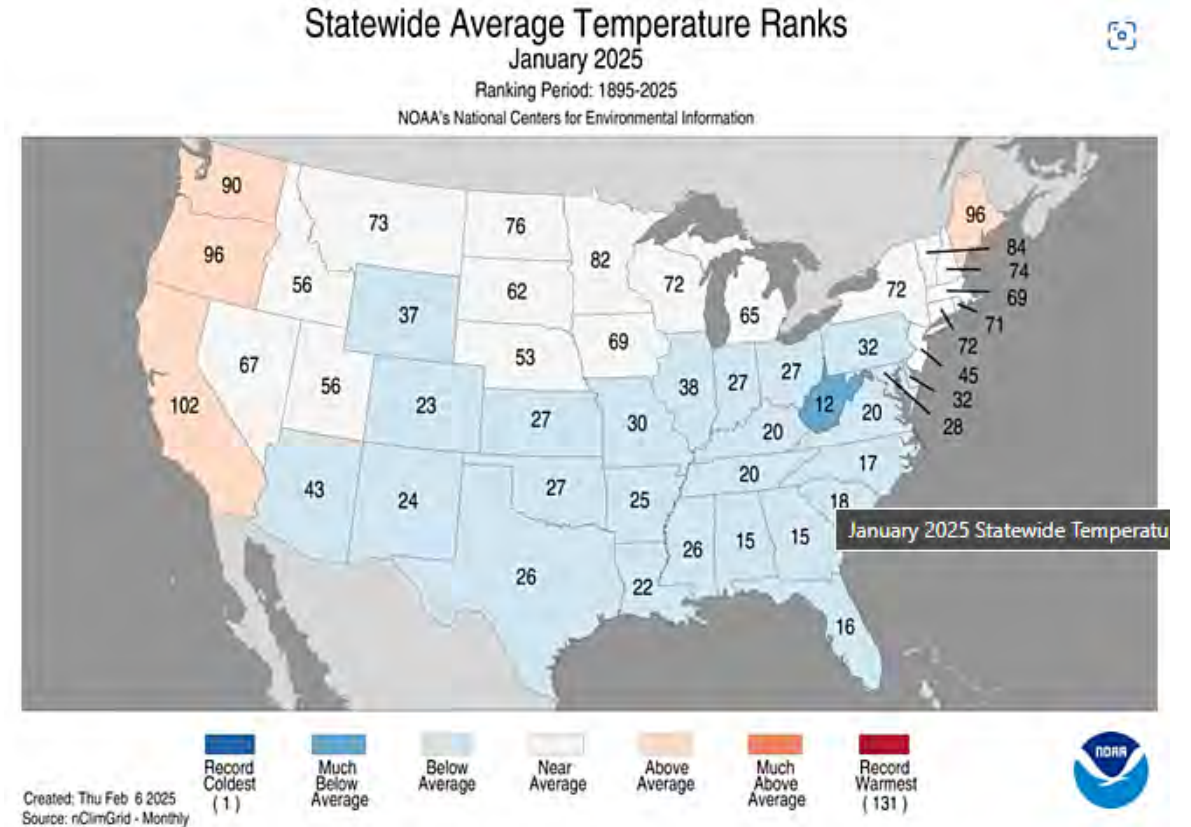 Statewide Average Temperature Ranks
January 2025
Ranking Period: 1895-2025
NOAA's National Centers for Environmental Information
90
96
102
73
56
67
56
37
43
23
24
76
62
53
27
27
26
82
69
30
25
22
72
38
65
27
27
20
20
26
15
15
16
18
17
20
12
32
72
96
84
74
69
71
72
45
32
28
January 2025 Statewide Temperatu
Record
Coldest
(1)
Much
Below
Average
Below
Average
Near
Average
Above
Average
Much
Above
Average
Record
Warmest
(131)
Created: Thu Feb 6 2025
Source: nClimGrid - Monthly
NOAA